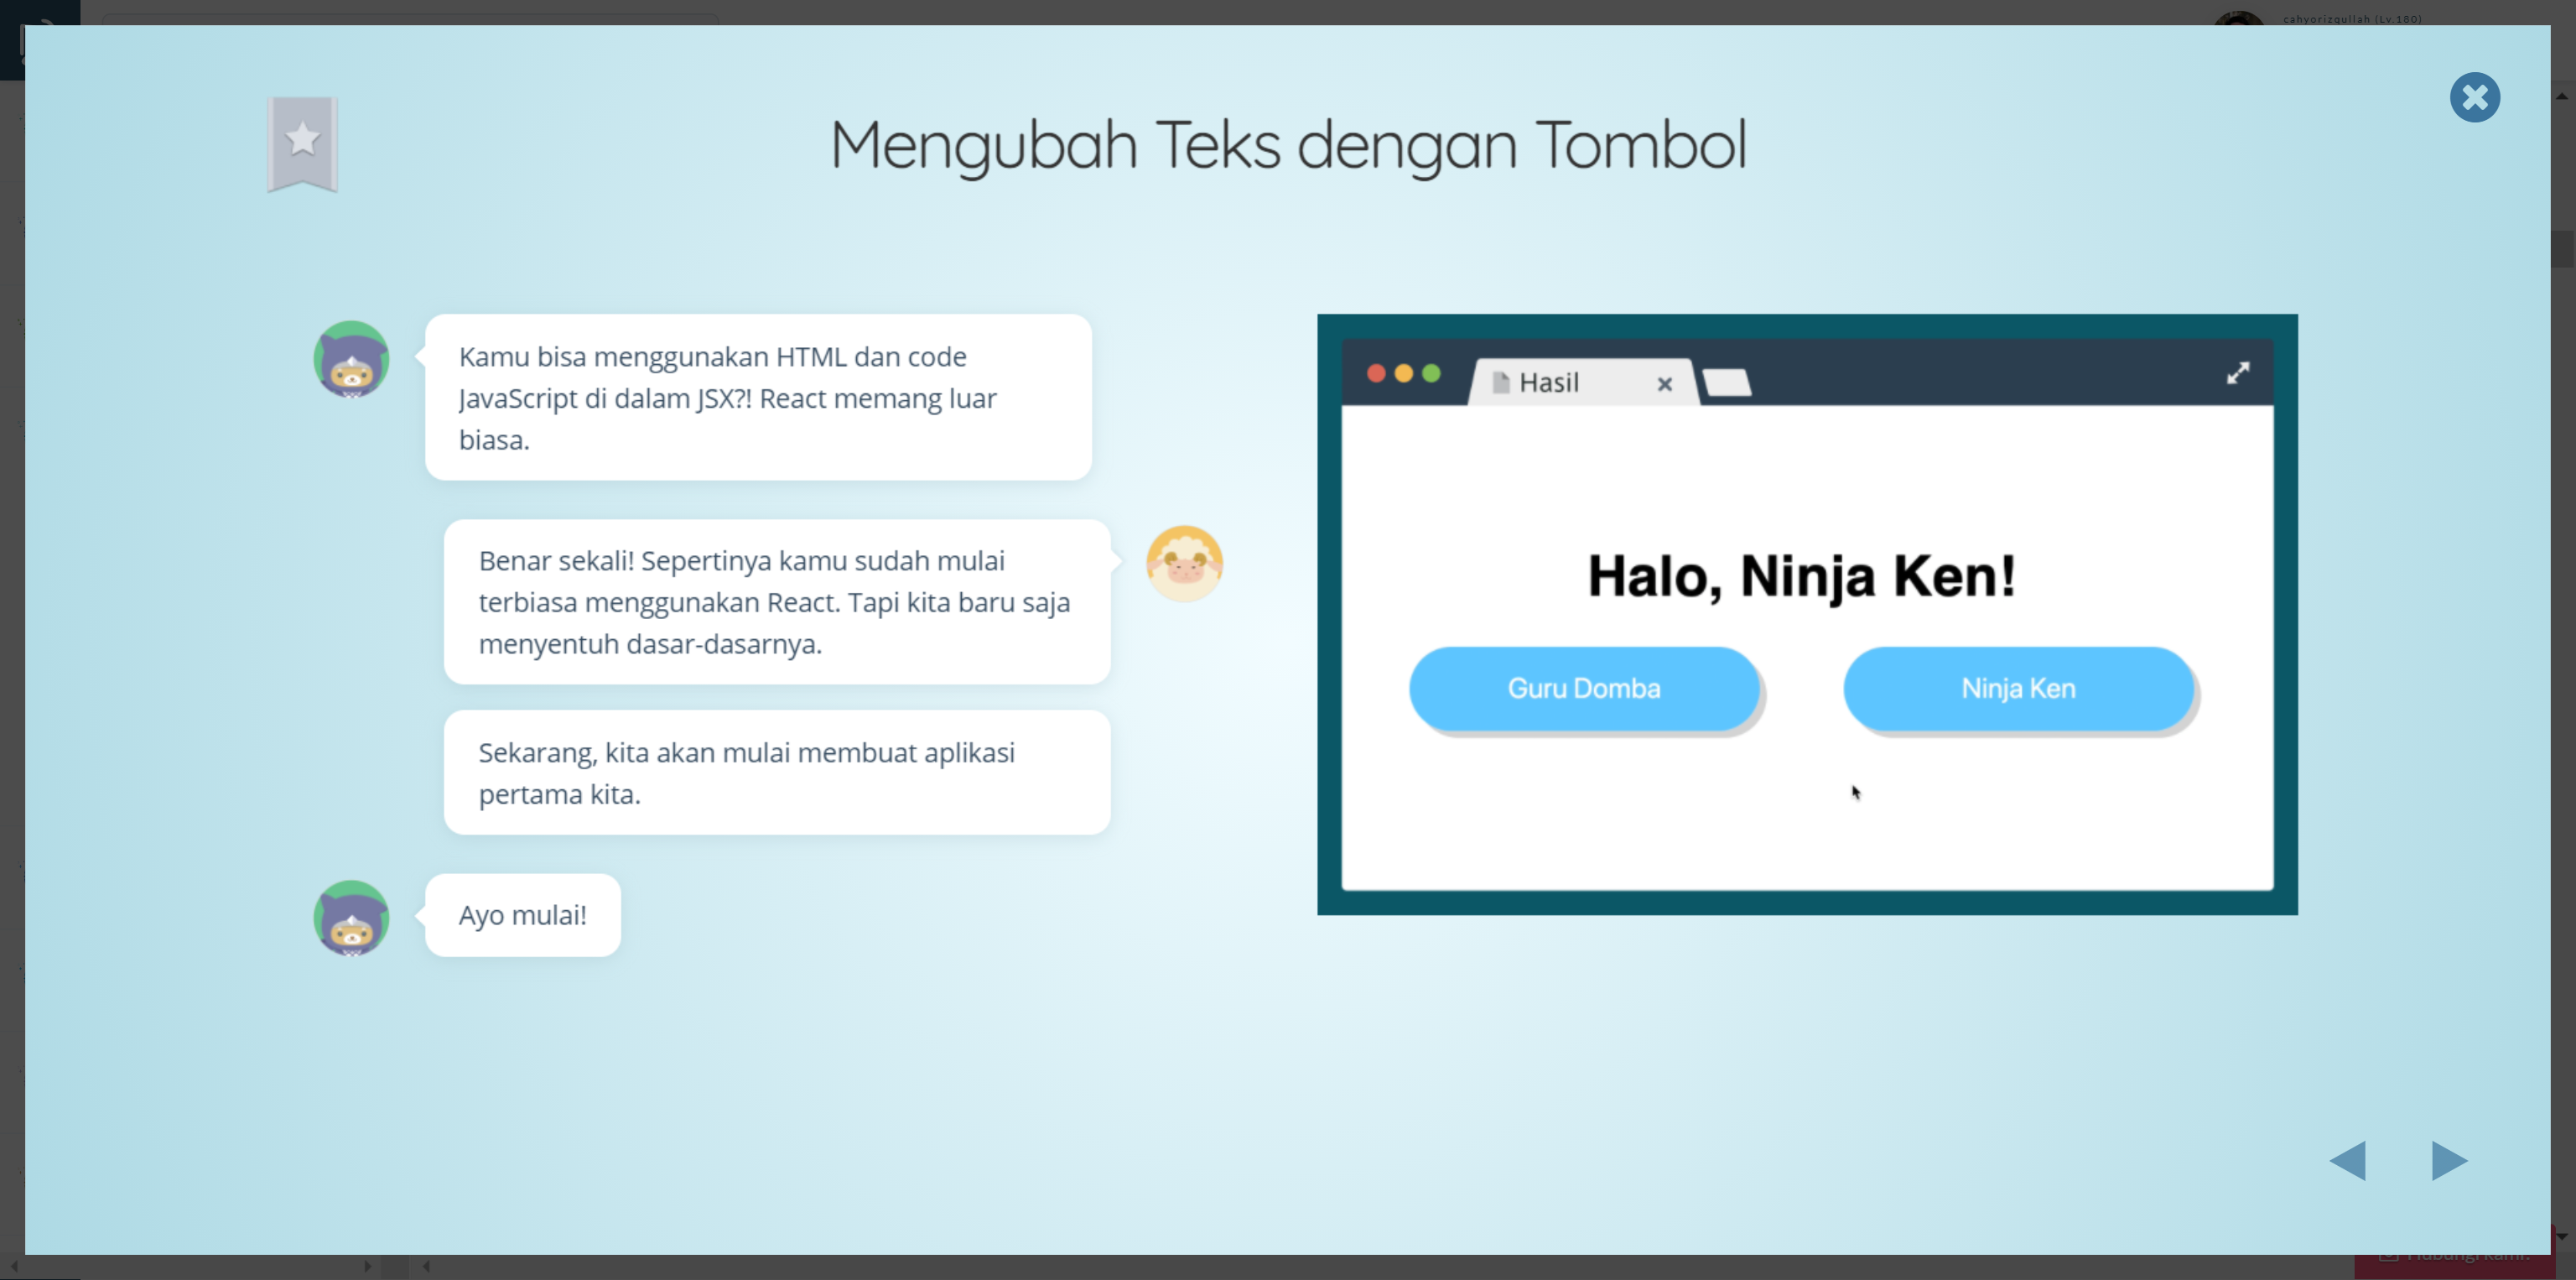 cahyorizqullah (Lv.180)
Mengubah Teks dengan Tombol
Kamu bisa menggunakan HTML dan code
JavaScript di dalam JSX?! React memang luar
biasa.
Benar sekali! Sepertinya kamu sudah mulai
terbiasa menggunakan React. Tapi kita baru saja
menyentuh dasar-dasarnya.
Sekarang, kita akan mulai membuat aplikasi
pertama kita.
Ayo mulai!
Hasil
Halo, Ninja Ken!
Guru Domba
Ninja Ken
Hubungi kami!